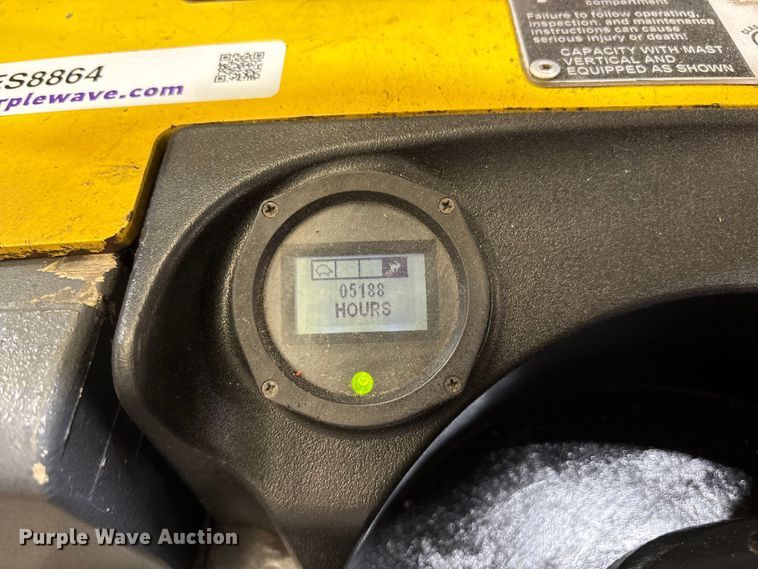 ES8864
urplewave.com
compartment
Failure to follow operating,
inspection, and maintenance
instructions can cause
serious injury or death!
CAPACITY WITH MAST
VERTICAL AND
EQUIPPED AS SHOWN
05188
HOURS
Purple Wave Auction